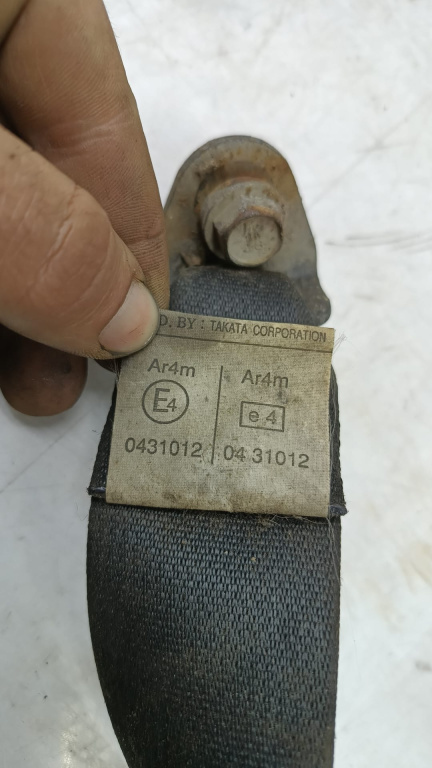 D. BY : TAKATA CORPORATION
Ar4m Ar4m
E4 e 4
0431012 04 31012